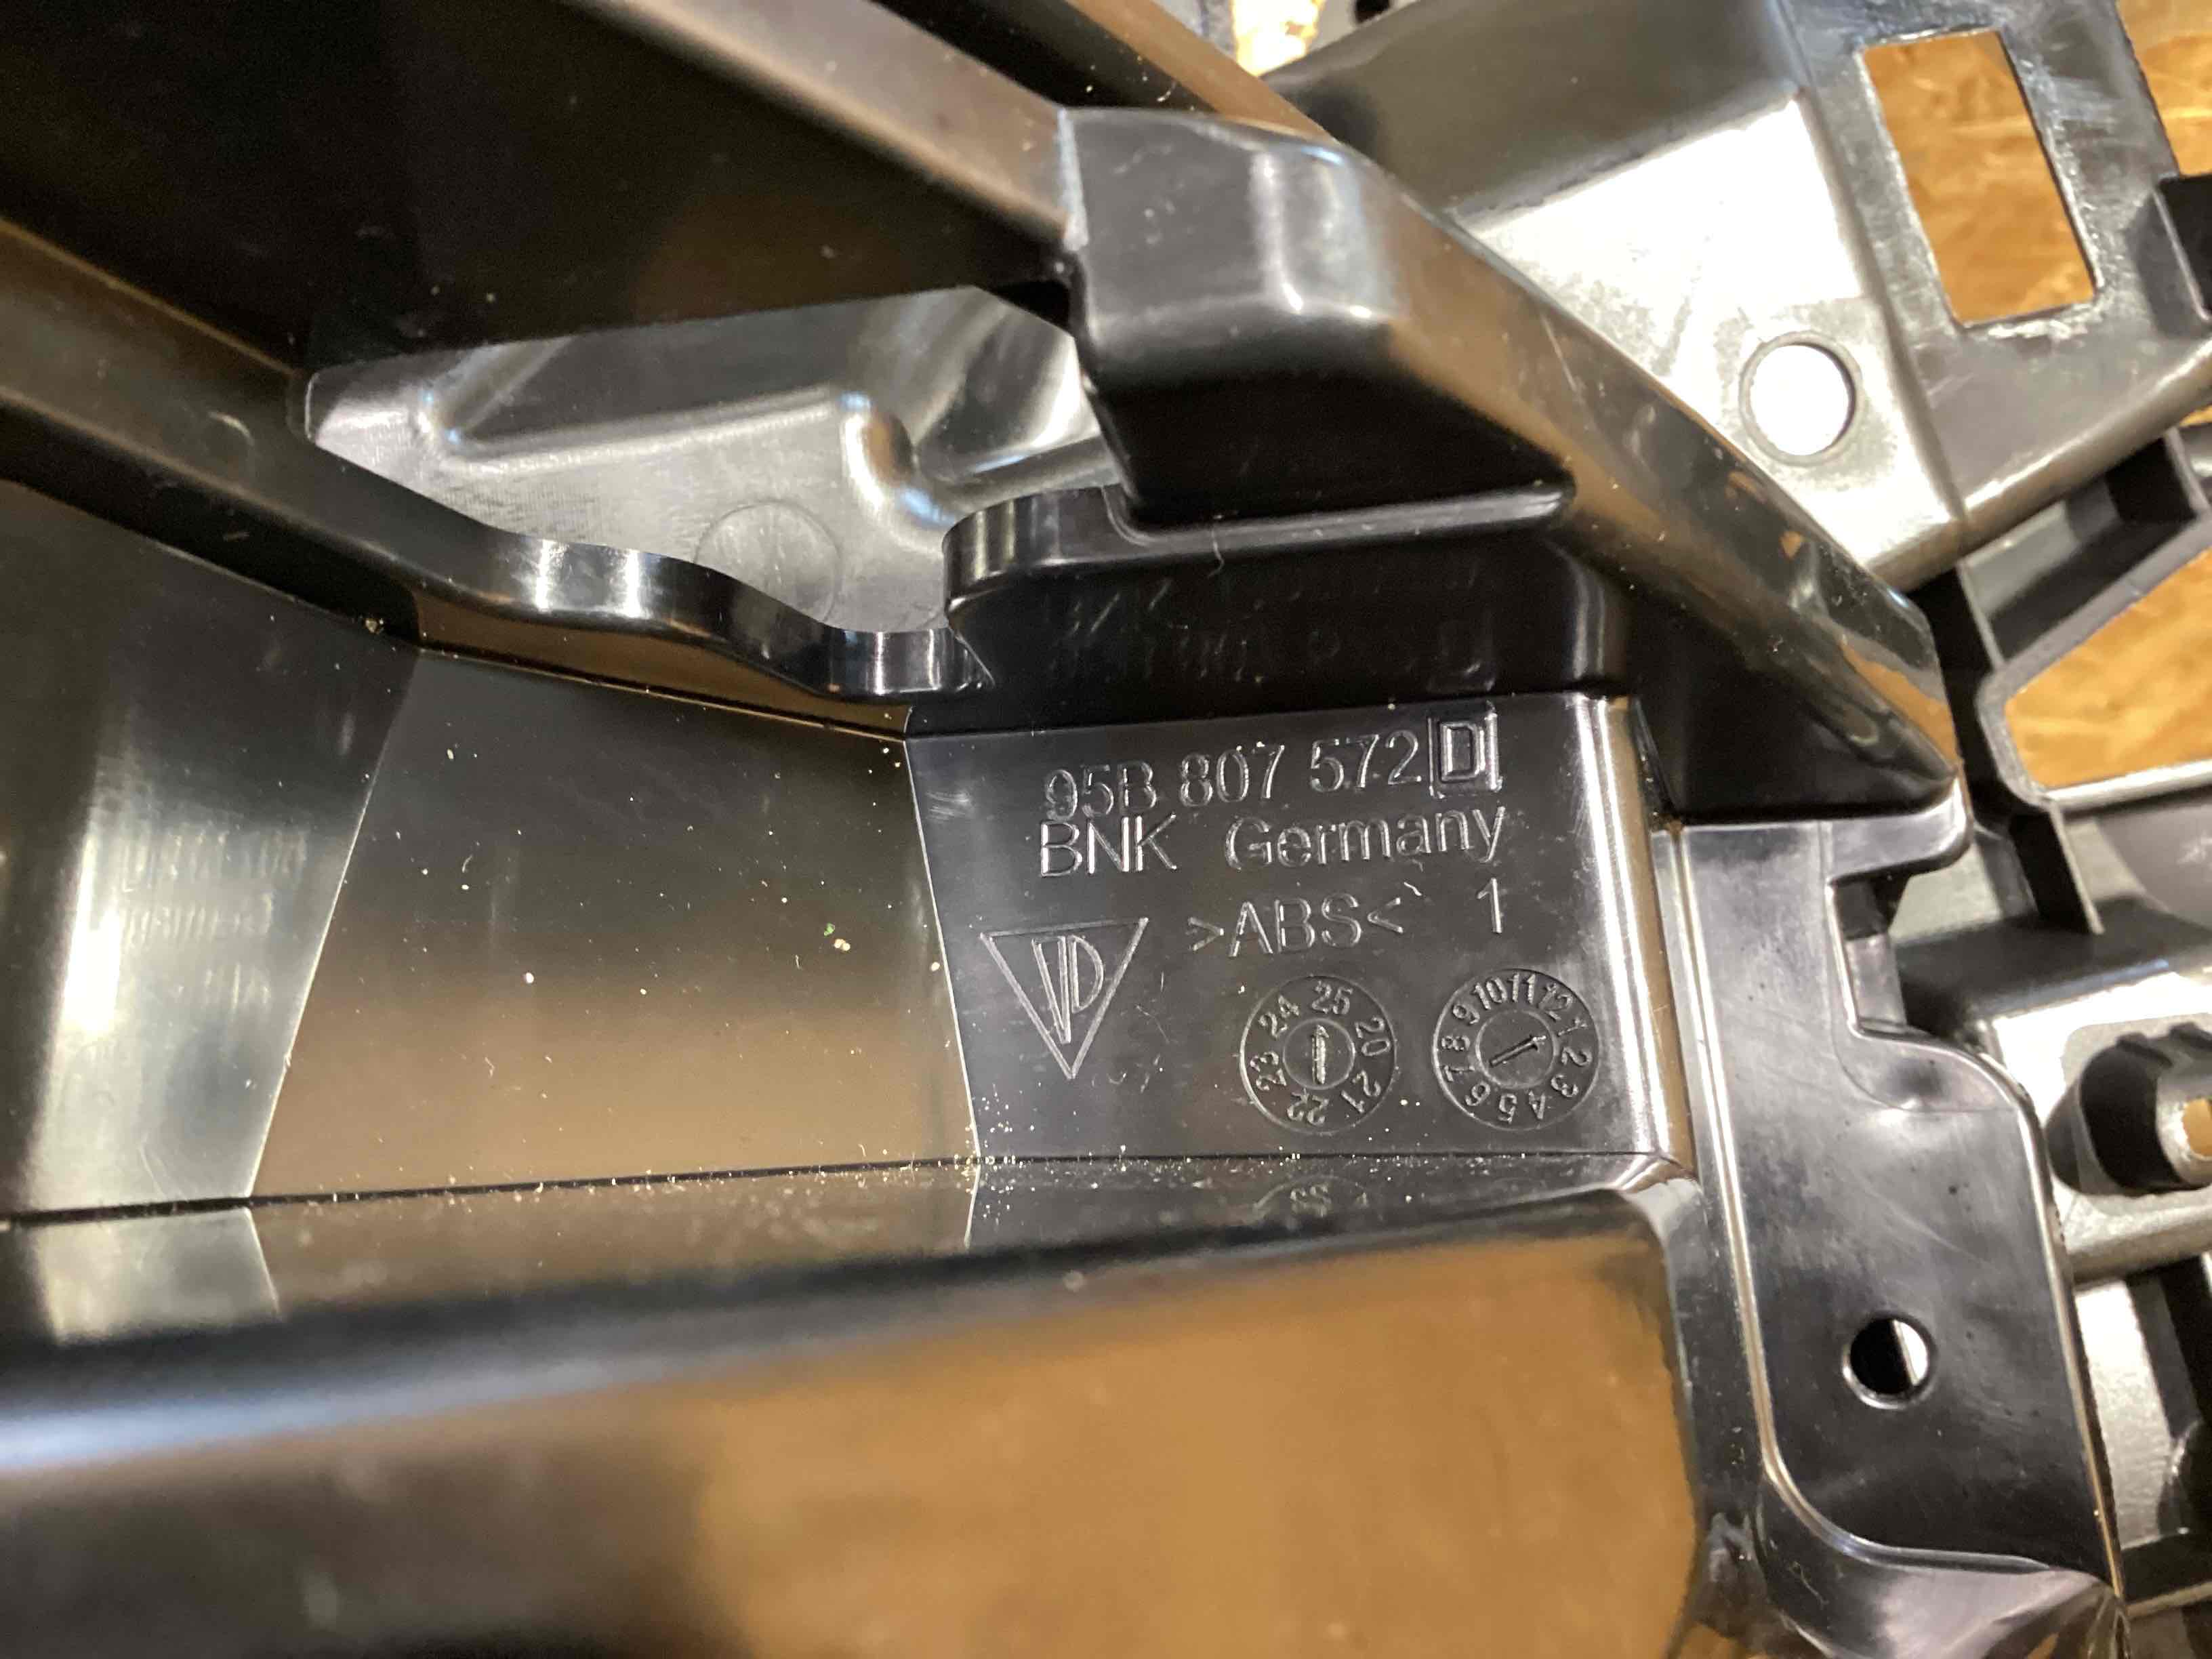 95B 807 572 D
BNK Germany
>ABS< 1
VD
20 21 22 23 24 25
1 2 3 4 5 6 7 8 9 10 11 12